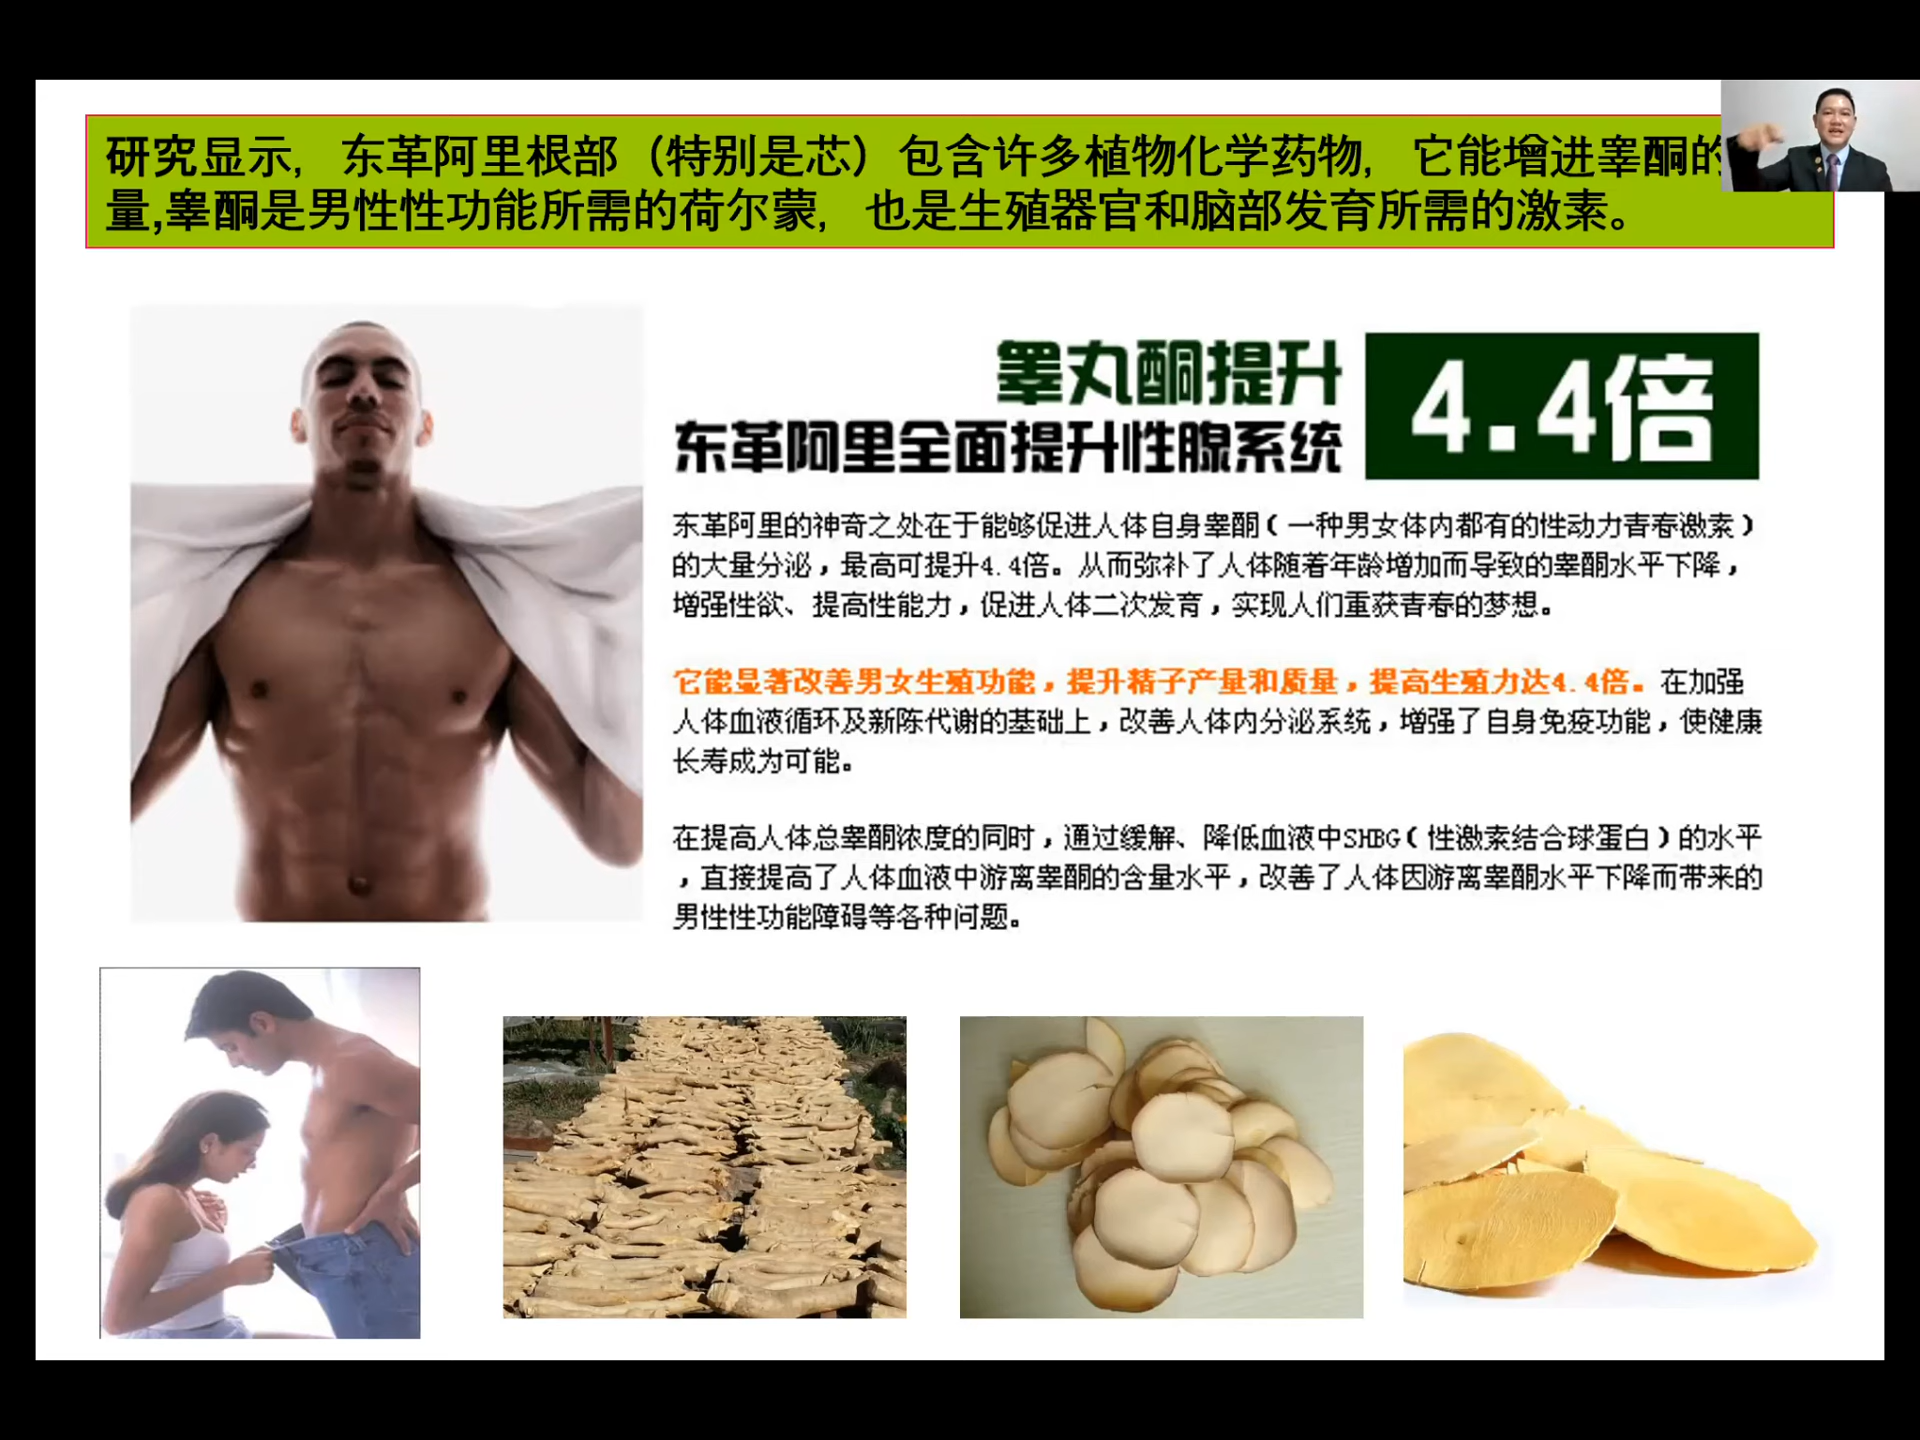 研究显示, 东革阿里根部（特别是芯）包含许多植物化学药物, 它能增进睾酮的
量,睾酮是男性性功能所需的荷尔蒙, 也是生殖器官和脑部发育所需的激素。
睾丸酮提升
东革阿里全面提升性腺系统
4.4倍
东革阿里的神奇之处在于能够促进人体自身睾酮（一种男女体内都有的性动力青春激素）
的大量分泌，最高可提升4.4倍。从而弥补了人体随着年龄增加而导致的睾酮水平下降，
增强性欲、提高性能力，促进人体二次发育，实现人们重获青春的梦想。
它能显著改善男女生殖功能，提升精子产量和质量，提高生殖力达4.4倍。在加强
人体血液循环及新陈代谢的基础上，改善人体内分泌系统，增强了自身免疫功能，使健康
长寿成为可能。
在提高人体总睾酮浓度的同时，通过缓解、降低血液中SHBG（性激素结合球蛋白）的水平
，直接提高了人体血液中游离睾酮的含量水平，改善了人体因游离睾酮水平下降而带来的
男性性功能障碍等各种问题。